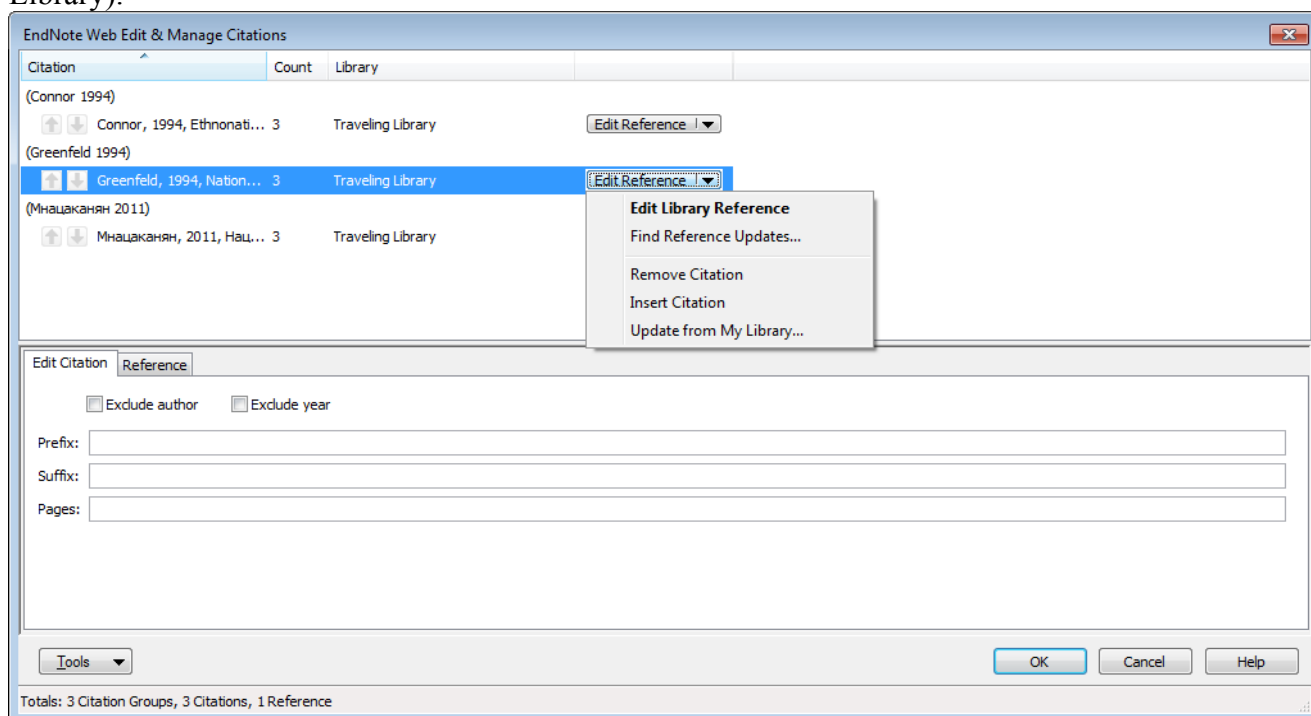 Library).
EndNote Web Edit & Manage Citations
Citation Count Library
(Connor 1994)
Connor, 1994, Ethnonati... 3 Traveling Library Edit Reference
(Greenfeld 1994)
Greenfeld, 1994, Nation... 3 Traveling Library Edit Reference
(Мнацаканян 2011)
Edit Library Reference
Мнацаканян, 2011, Нац... 3 Traveling Library
Find Reference Updates...
Remove Citation
Insert Citation
Update from My Library...
Edit Citation Reference
Exclude author Exclude year
Prefix:
Suffix:
Pages:
Tools OK Cancel Help
Totals: 3 Citation Groups, 3 Citations, 1 Reference